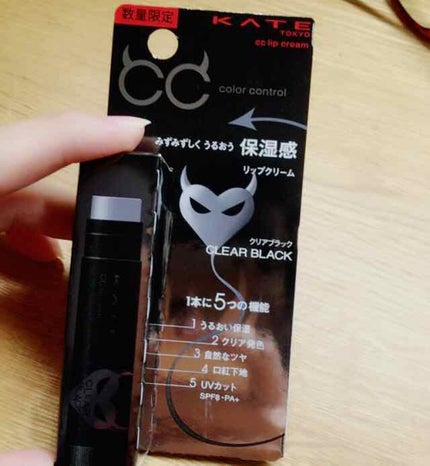 数量限定
KATE
TOKYO
cc lip cream
CC
color control
みずみずしく うるおう 保湿感
リップクリーム
クリアブラック
CLEAR BLACK
1本に5つの機能
1 うるおい保湿
2 クリア発色
3 自然なツヤ
4 口紅下地
5 UVカット
SPF8・PA+
KATE